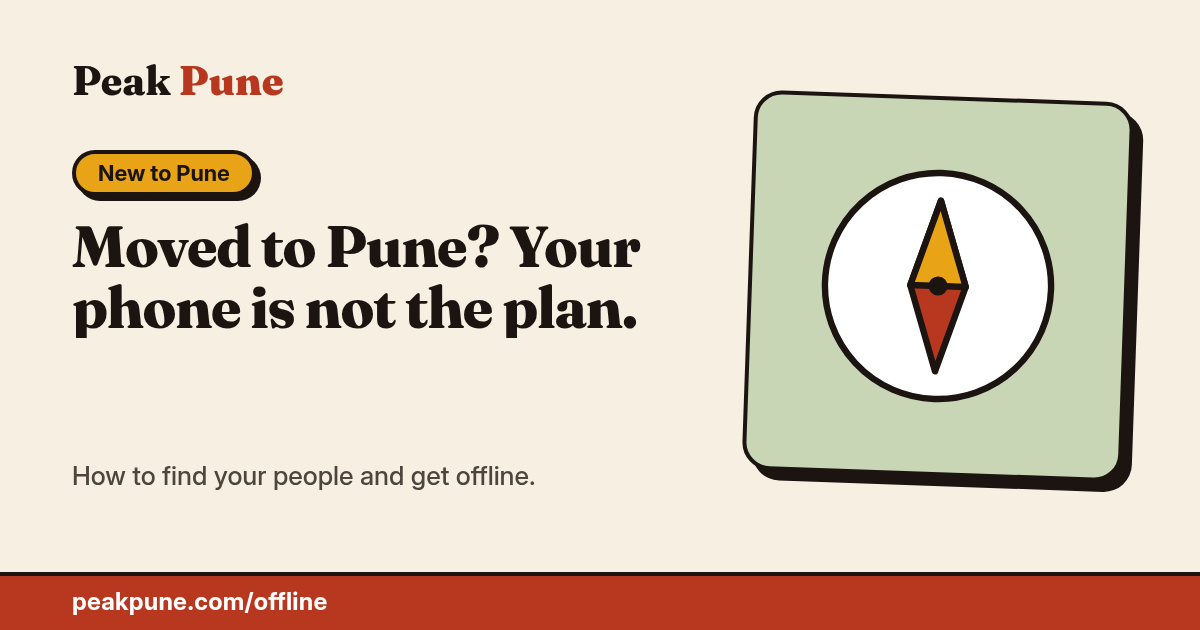 Peak Pune
New to Pune
Moved to Pune? Your
phone is not the plan.
How to find your people and get offline.
peakpune.com/offline